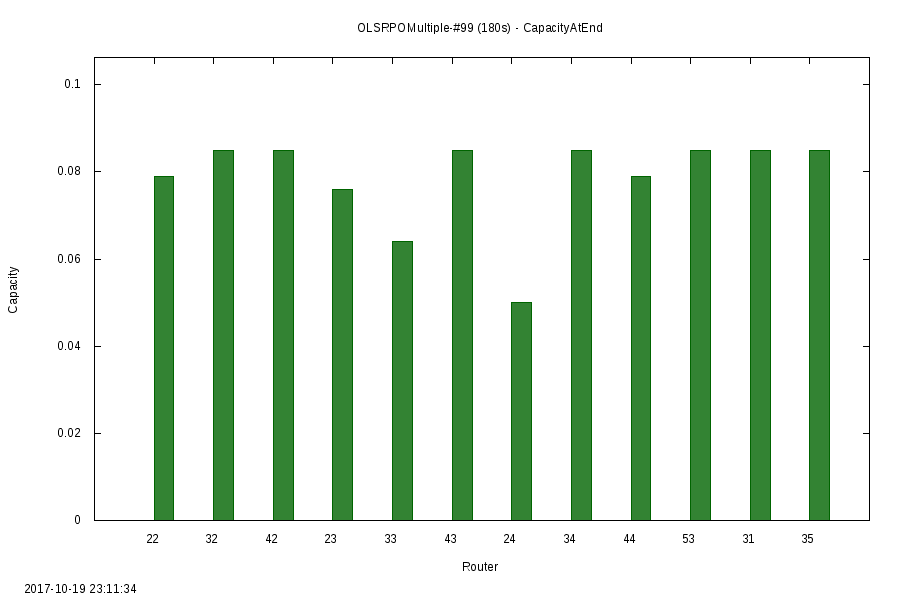 OLSRPOMultiple-#99 (180s) - CapacityAtEnd
0.1
0.08
0.06
0.04
0.02
0
Capacity
22 32 42 23 33 43 24 34 44 53 31 35
Router
2017-10-19 23:11:34